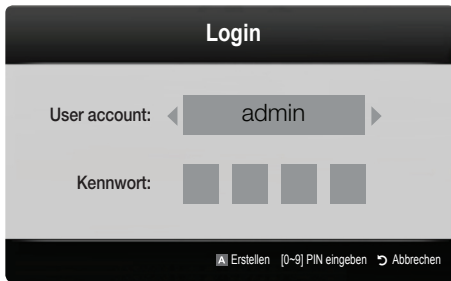 Login
User account: admin
Kennwort:
A Erstellen [0~9] PIN eingeben Abbrechen